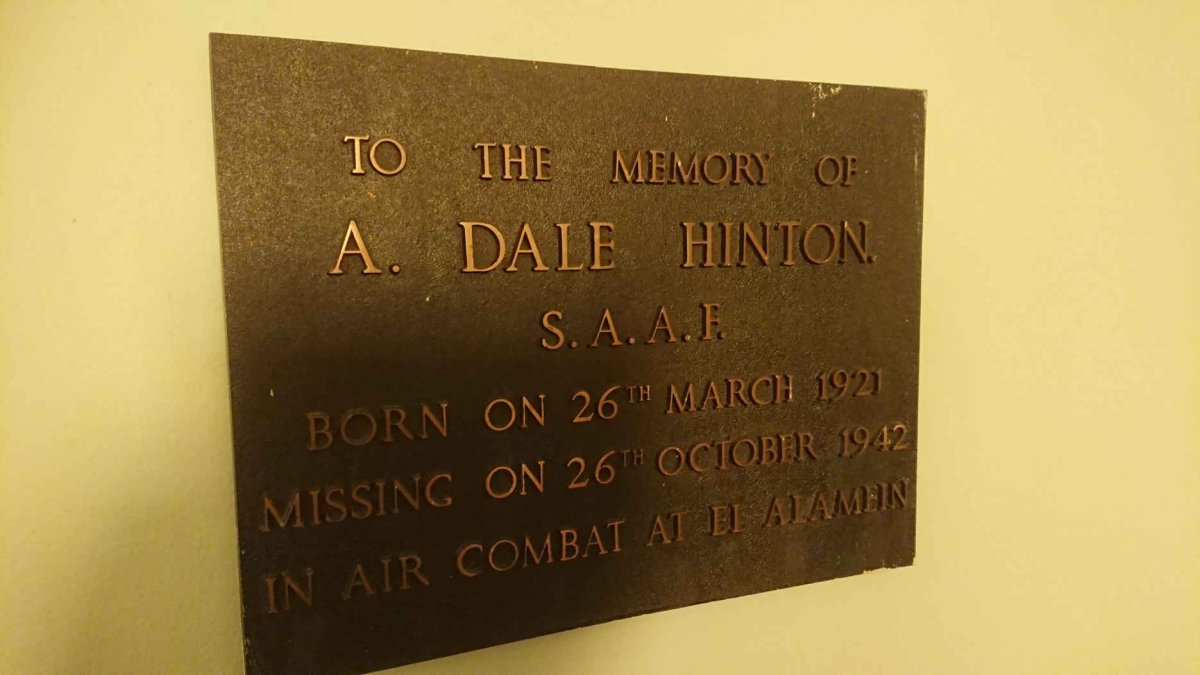 TO THE MEMORY OF
A. DALE HINTON.
S.A.A.F.
BORN ON 26TH MARCH 1921
MISSING ON 26TH OCTOBER 1942
IN AIR COMBAT AT EL ALAMEIN